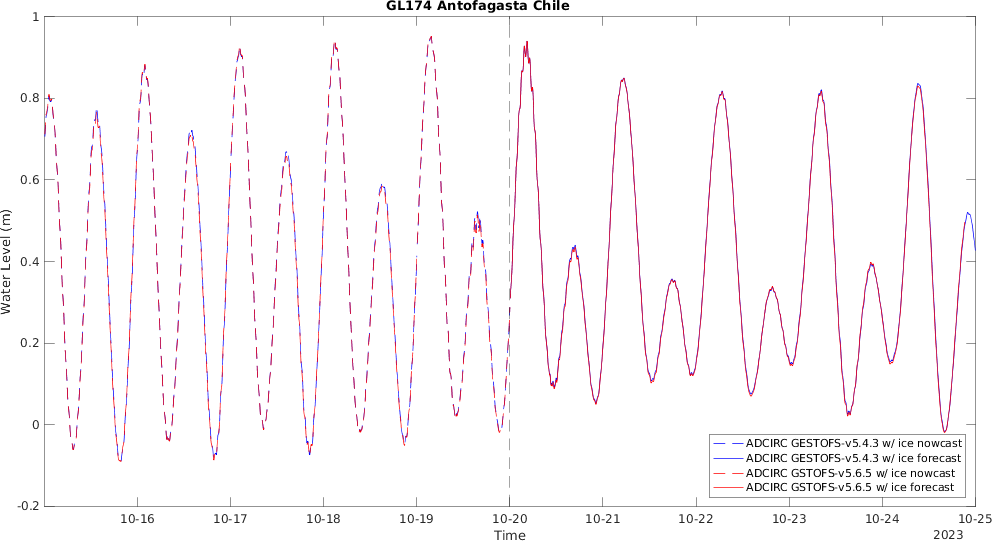 GL174 Antofagasta Chile
1
0.8
0.6
0.4
0.2
0
-0.2
Water Level (m)
10-16 10-17 10-18 10-19 10-20 10-21 10-22 10-23 10-24 10-25
Time
2023
ADCIRC GESTOFS-v5.4.3 w/ ice nowcast
ADCIRC GESTOFS-v5.4.3 w/ ice forecast
ADCIRC GSTOFS-v5.6.5 w/ ice nowcast
ADCIRC GSTOFS-v5.6.5 w/ ice forecast